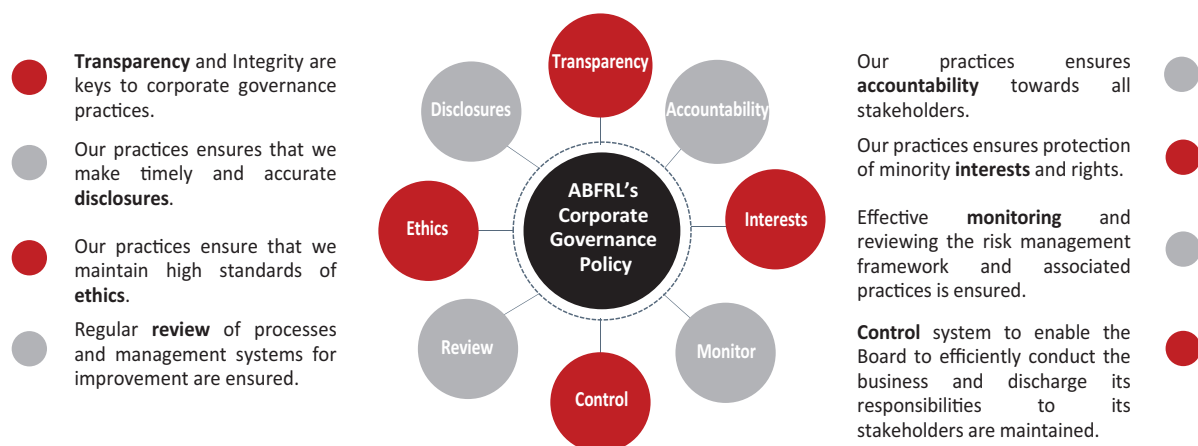 Transparency and Integrity are
keys to corporate governance
practices.
Our practices ensures that we
make timely and accurate
disclosures.
Our practices ensure that we
maintain high standards of
ethics.
Regular review of processes
and management systems for
improvement are ensured.
Transparency
Disclosures
Accountability
Ethics
ABFRL's
Corporate
Governance
Policy
Interests
Review
Monitor
Control
Our practices ensures
accountability towards all
stakeholders.
Our practices ensures protection
of minority interests and rights.
Effective monitoring and
reviewing the risk management
framework and associated
practices is ensured.
Control system to enable the
Board to efficiently conduct the
business and discharge its
responsibilities to its
stakeholders are maintained.